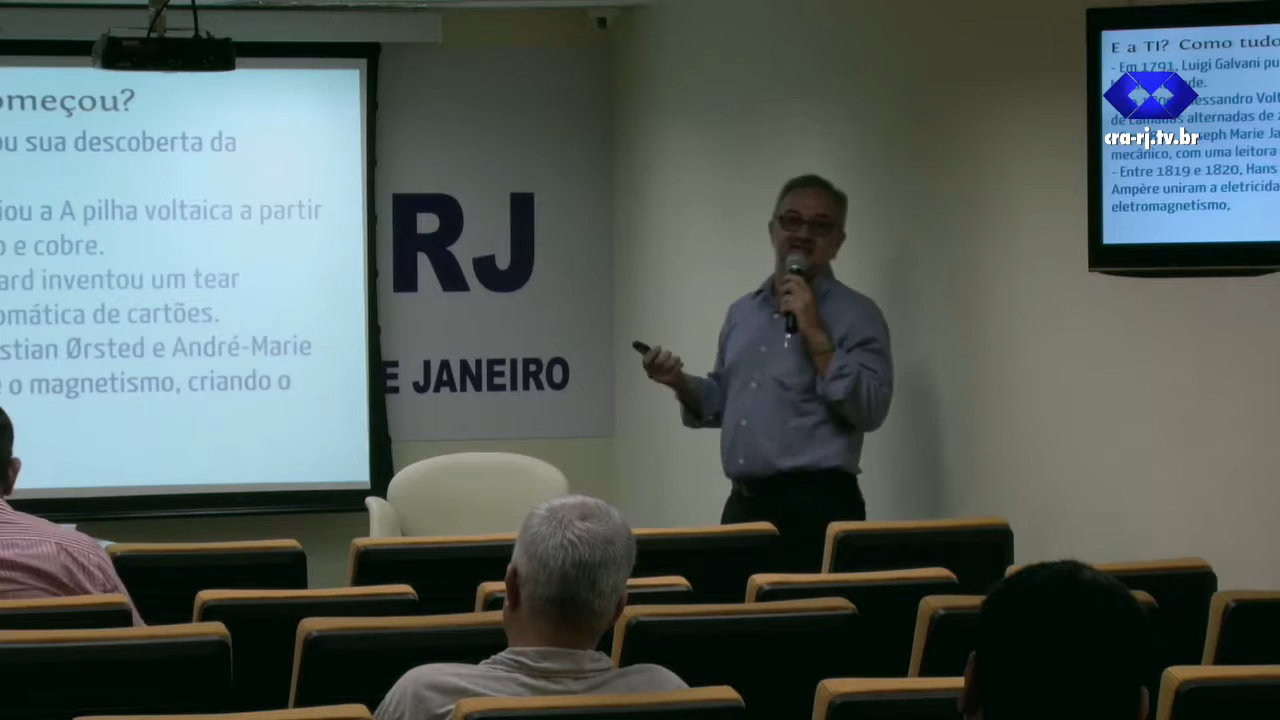 omeçou?
ou sua descoberta da
iou a A pilha voltaica a partir
o e cobre.
ard inventou um tear
omática de cartões.
stian Ørsted e André-Marie
e o magnetismo, criando o
RJ
E JANEIRO
E a TI? Como tudo
- Em 1791, Luigi Galvani pu
de.
essandro Volt
de camadas alternadas de
seph Marie Ja
mecânico, com uma leitora
- Entre 1819 e 1820, Hans
Ampère uniram a eletricida
eletromagnetismo,
cra-rj.tv.br